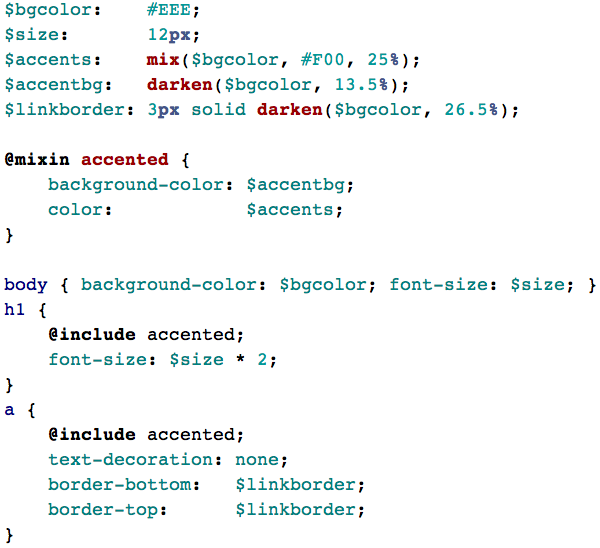 $bgcolor:    #EEE;
$size:       12px;
$accents:    mix($bgcolor, #F00, 25%);
$accentbg:   darken($bgcolor, 13.5%);
$linkborder: 3px solid darken($bgcolor, 26.5%);

@mixin accented {
    background-color: $accentbg;
    color:            $accents;
}

body { background-color: $bgcolor; font-size: $size; }
h1 {
    @include accented;
    font-size: $size * 2;
}
a {
    @include accented;
    text-decoration: none;
    border-bottom:   $linkborder;
    border-top:      $linkborder;
}